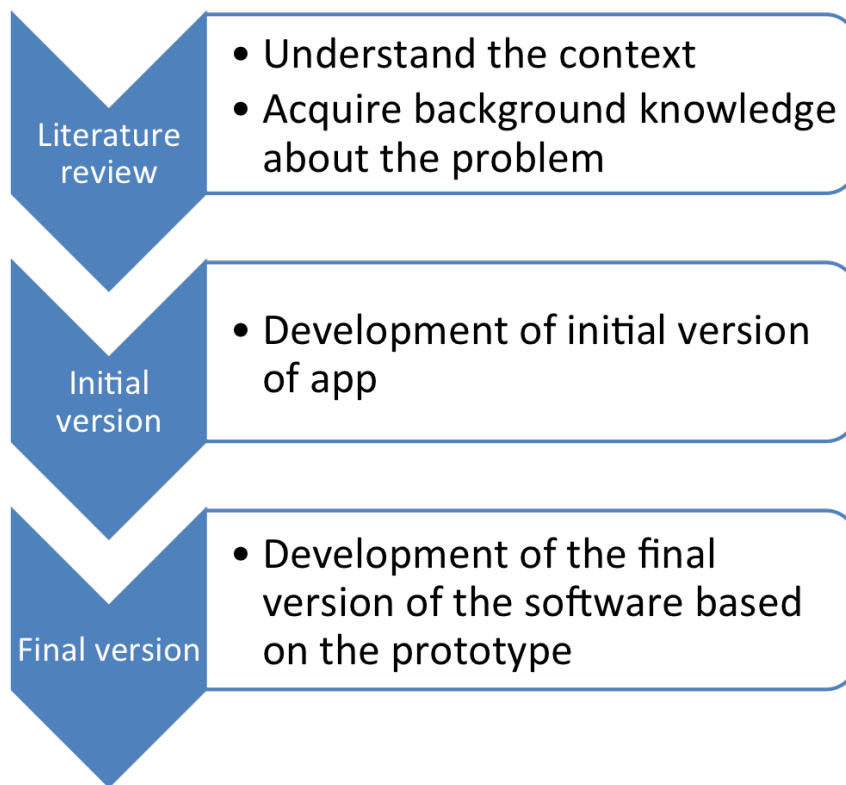 Literature
review
• Understand the context
• Acquire background knowledge
about the problem
Initial
version
• Development of initial version
of app
Final version
• Development of the final
version of the software based
on the prototype